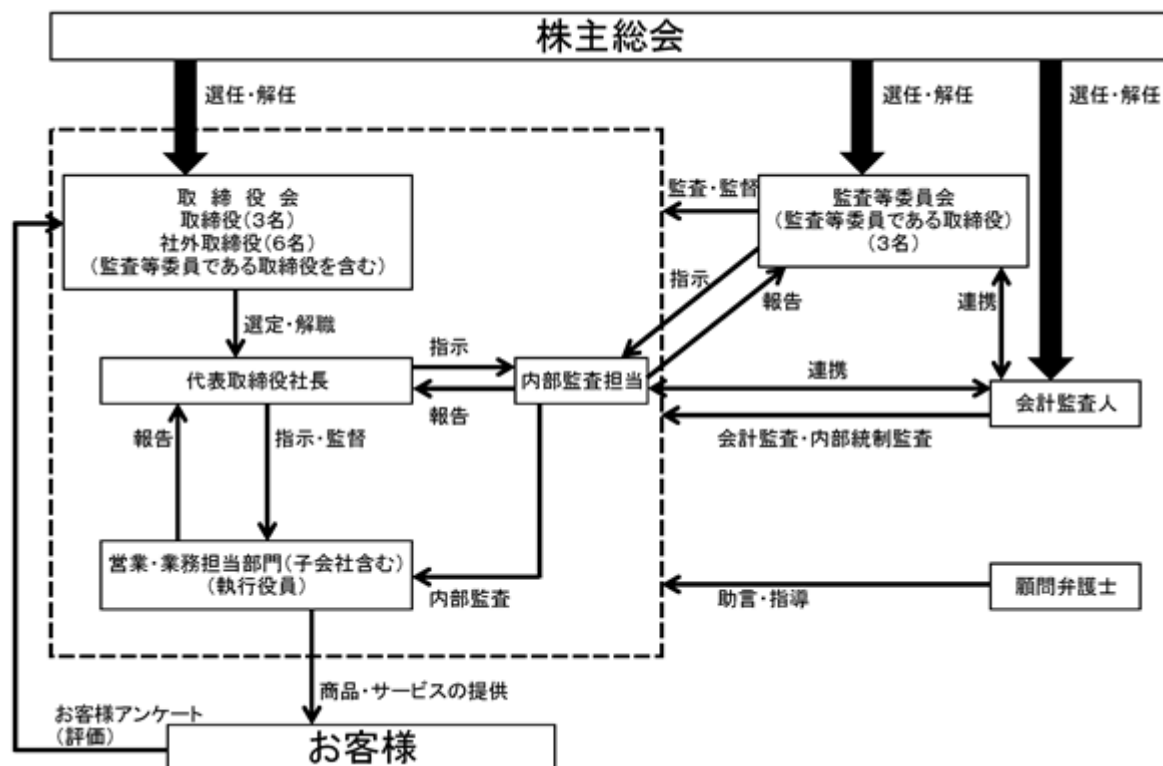 株主総会
選任・解任
選任・解任
選任・解任
取締役会
取締役(3名)
社外取締役(6名)
(監査等委員である取締役を含む)
監査・監督
監査等委員会
(監査等委員である取締役)
(3名)
指示
報告
連携
選定・解職
代表取締役社長
指示
報告
内部監査担当
連携
会計監査人
会計監査・内部統制監査
報告
指示・監督
営業・業務担当部門(子会社含む)
(執行役員)
内部監査
助言・指導
顧問弁護士
商品・サービスの提供
お客様アンケート
(評価)
お客様